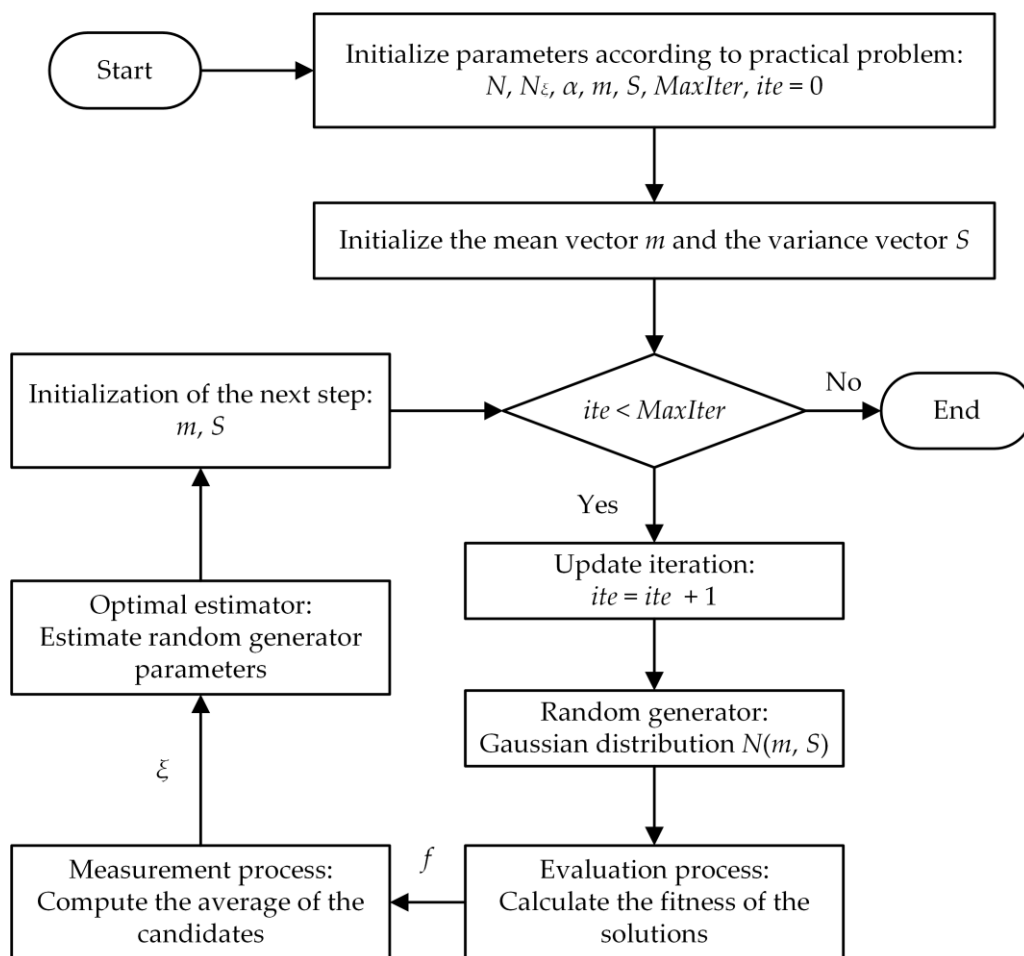 Start
Initialize parameters according to practical problem:
N, Nξ, α, m, S, MaxIter, ite = 0
Initialize the mean vector m and the variance vector S
Initialization of the next step:
m, S
ite < MaxIter
No
End
Yes
Update iteration:
ite = ite + 1
Optimal estimator:
Estimate random generator
parameters
Random generator:
Gaussian distribution N(m, S)
ξ
Measurement process:
Compute the average of the
candidates
f
Evaluation process:
Calculate the fitness of the
solutions